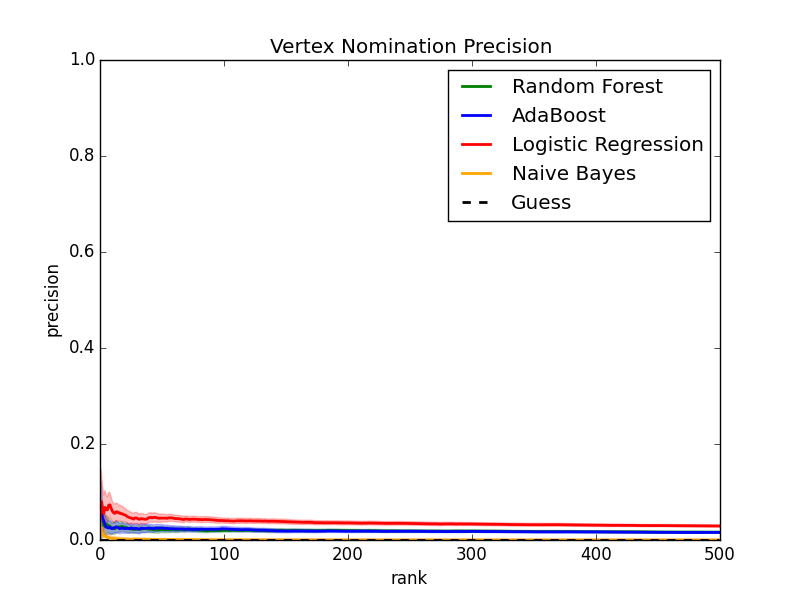 Vertex Nomination Precision
1.0
0.8
0.6
0.4
0.2
0.0
precision
Random Forest
AdaBoost
Logistic Regression
Naive Bayes
Guess
0 100 200 300 400 500
rank